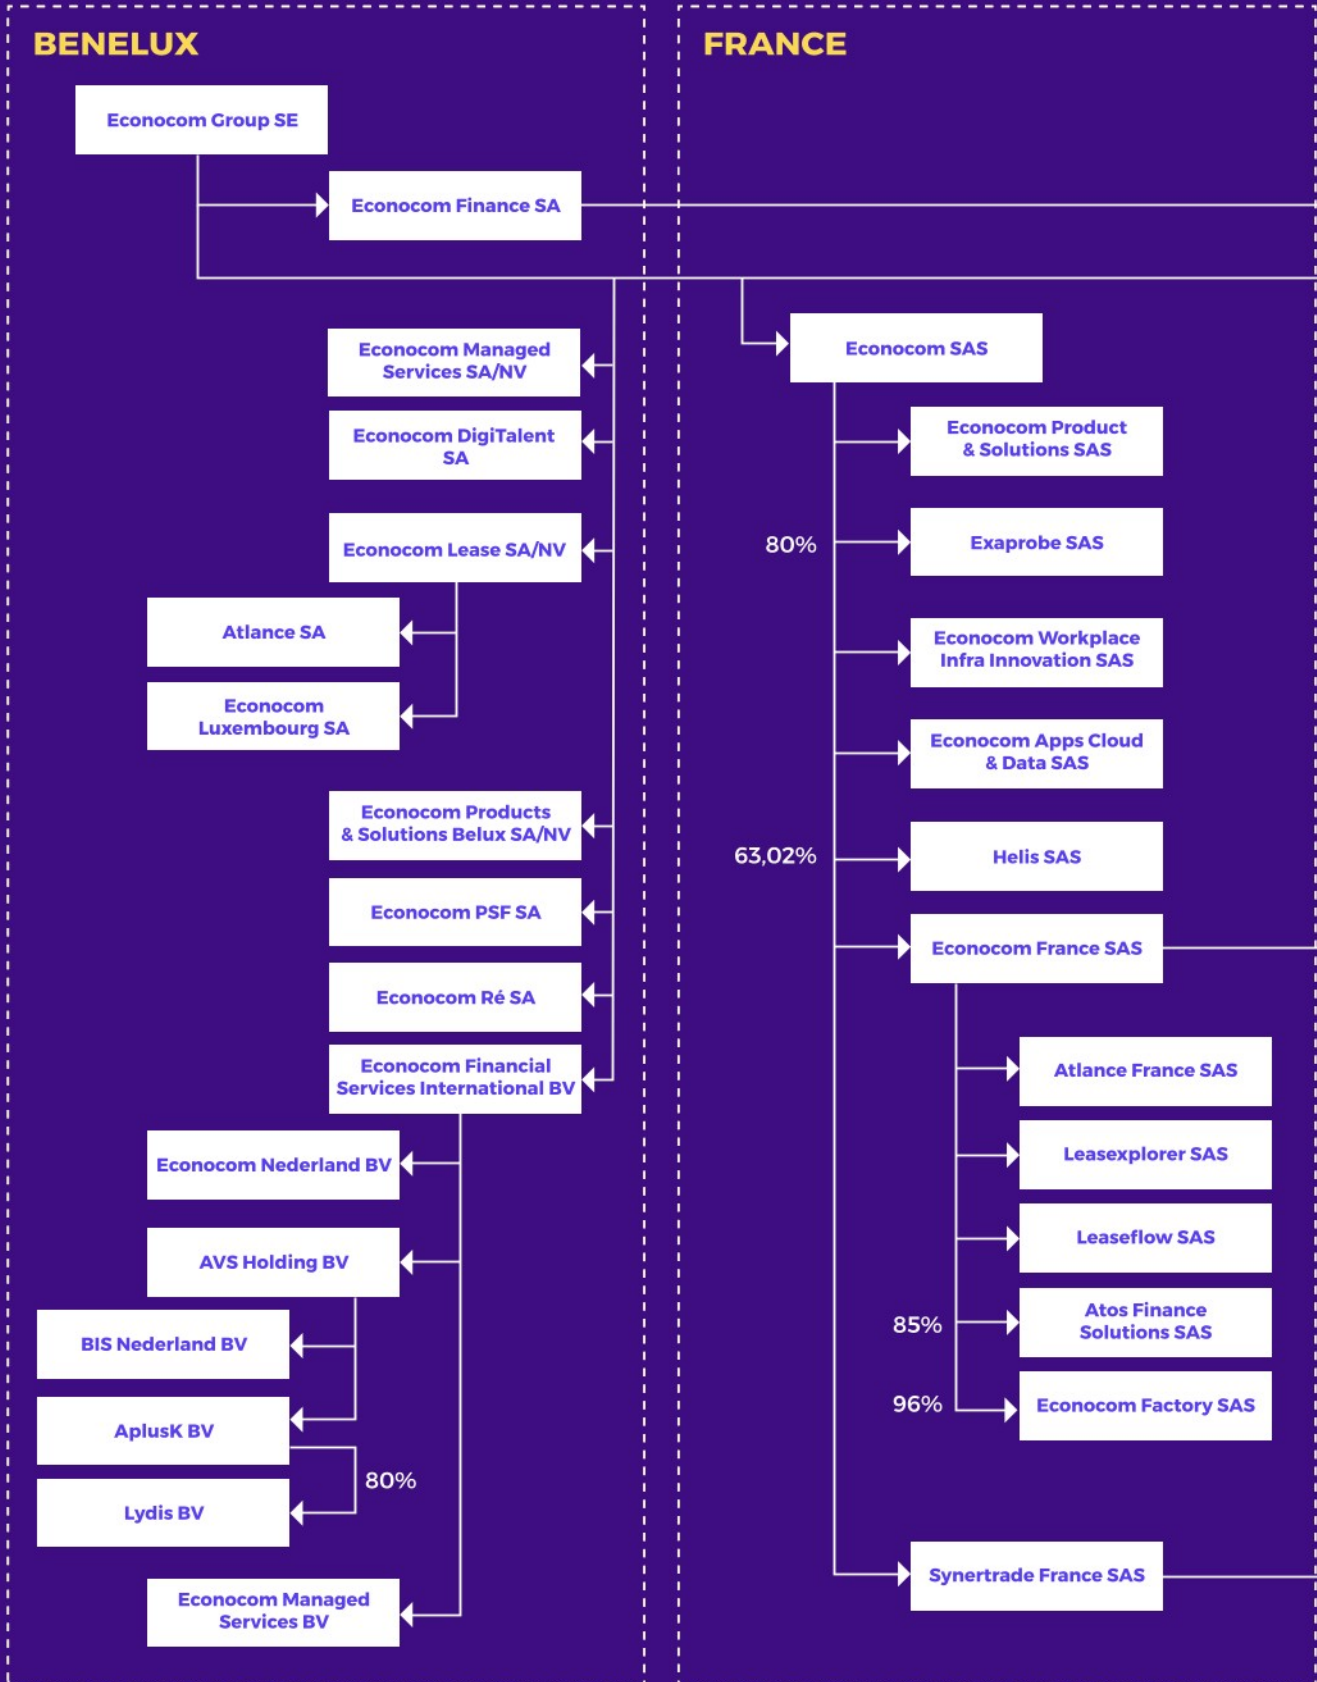 BENELUX
Econocom Group SE
Econocom Finance SA
Econocom Managed
Services SA/NV
Econocom DigiTalent
SA
Econocom Lease SA/NV
Atlance SA
Econocom
Luxembourg SA
Econocom Products
& Solutions Belux SA/NV
Econocom PSF SA
Econocom Ré SA
Econocom Financial
Services International BV
Econocom Nederland BV
AVS Holding BV
BIS Nederland BV
AplusK BV
80%
Lydis BV
Econocom Managed
Services BV
FRANCE
Econocom SAS
Econocom Product
& Solutions SAS
80%
Exaprobe SAS
Econocom Workplace
Infra Innovation SAS
Econocom Apps Cloud
& Data SAS
63,02%
Helis SAS
Econocom France SAS
Atlance France SAS
Leasexplorer SAS
Leaseflow SAS
85%
Atos Finance
Solutions SAS
96%
Econocom Factory SAS
Synertrade France SAS